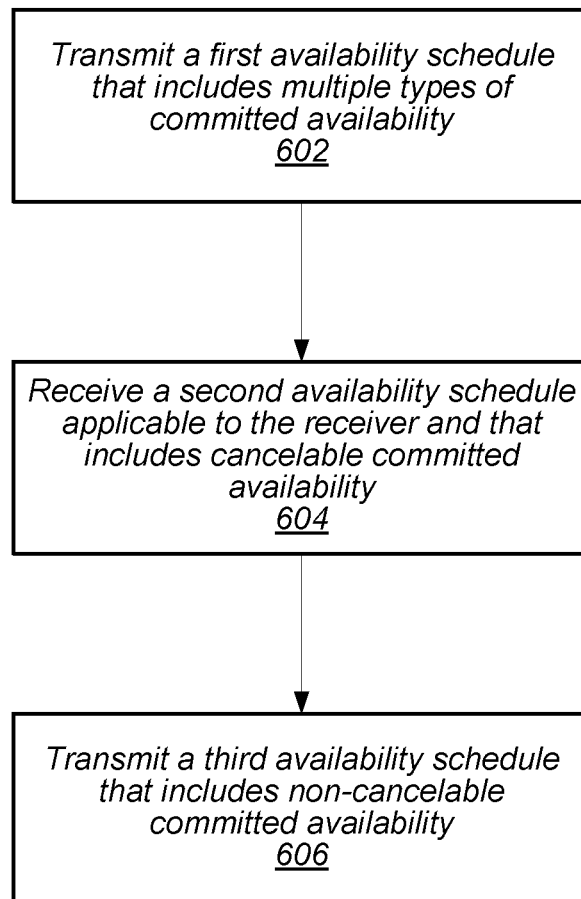 Transmit a first availability schedule
that includes multiple types of
committed availability
602
Receive a second availability schedule
applicable to the receiver and that
includes cancelable committed
availability
604
Transmit a third availability schedule
that includes non-cancelable
committed availability
606